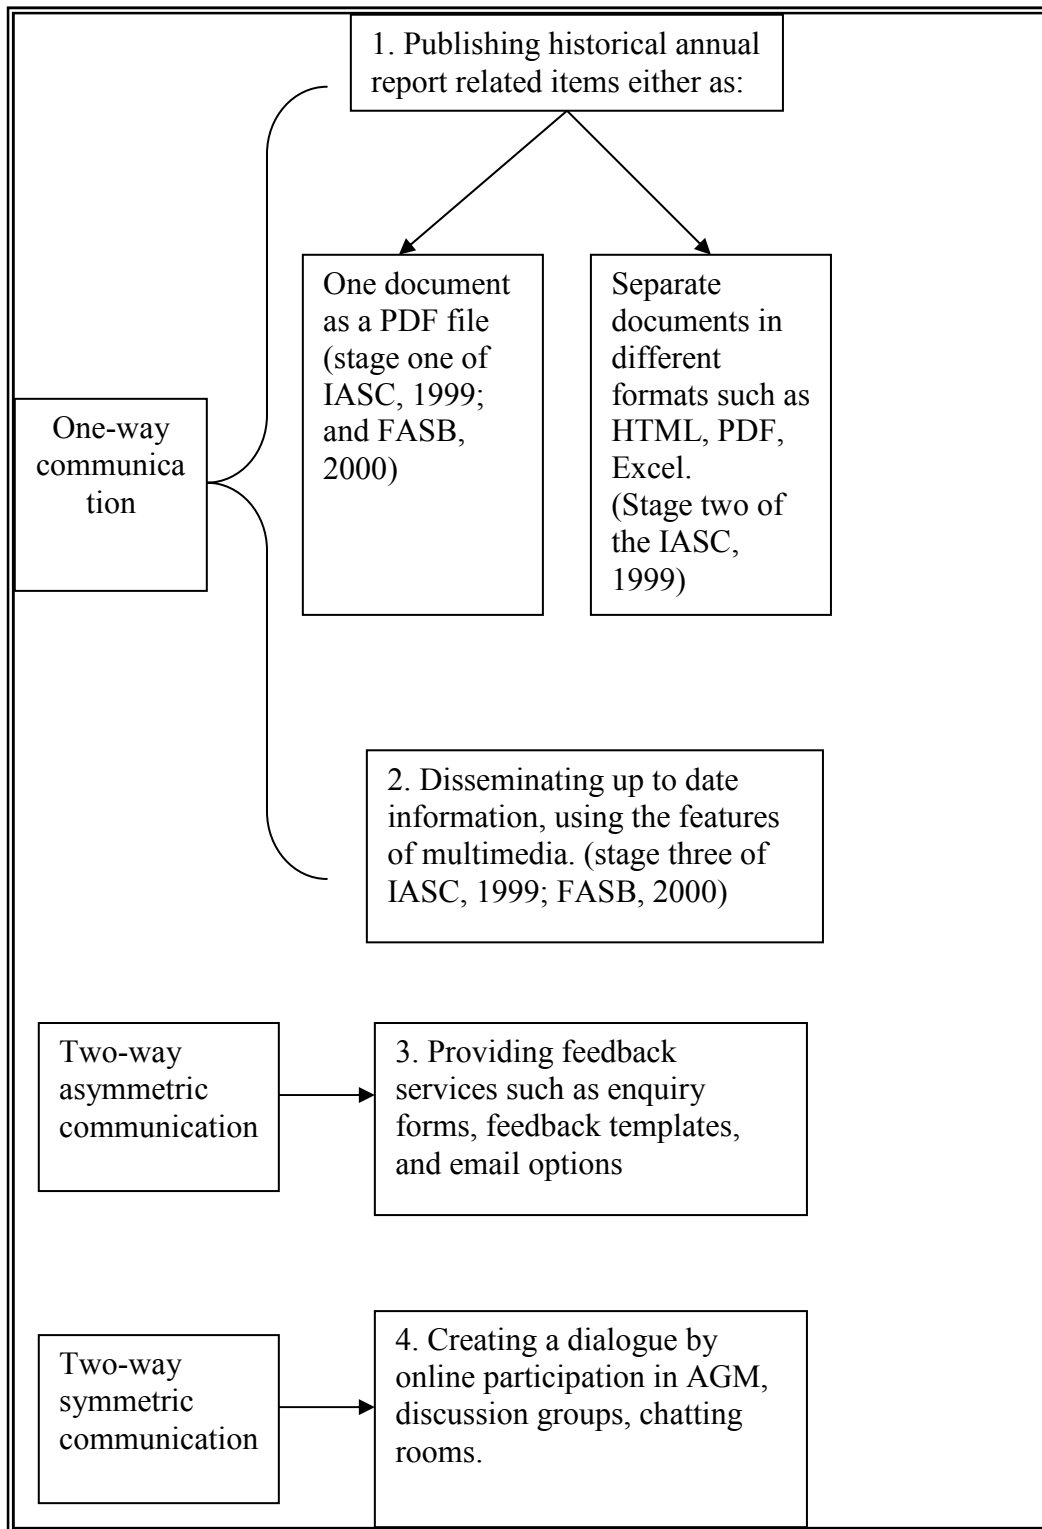 1. Publishing historical annual
report related items either as:
One document
as a PDF file
(stage one of
IASC, 1999;
and FASB,
2000)
Separate
documents in
different
formats such as
HTML, PDF,
Excel.
(Stage two of
the IASC,
1999)
One-way
communica
tion
2. Disseminating up to date
information, using the features
of multimedia. (stage three of
IASC, 1999; FASB, 2000)
Two-way
asymmetric
communication
3. Providing feedback
services such as enquiry
forms, feedback templates,
and email options
Two-way
symmetric
communication
4. Creating a dialogue by
online participation in AGM,
discussion groups, chatting
rooms.